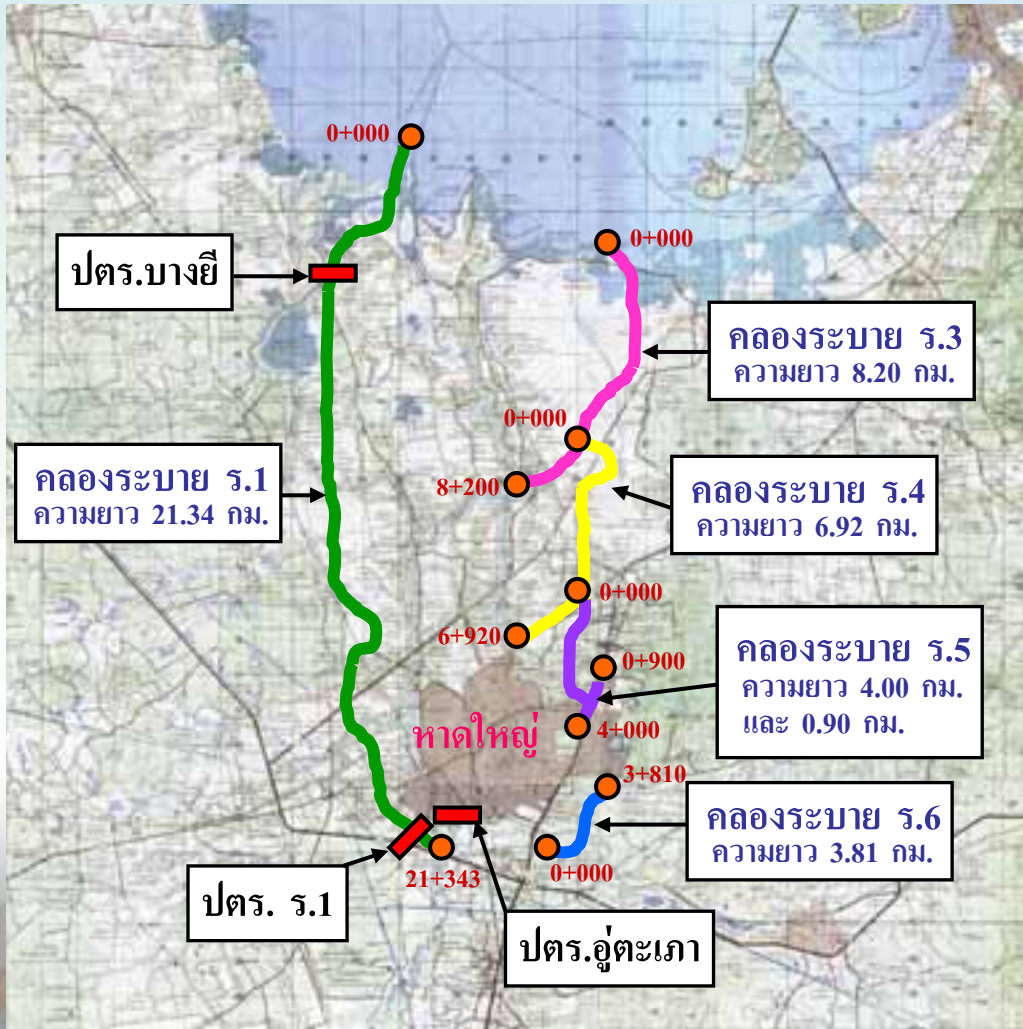 0+000
0+000
ปตร.บางยี
คลองระบาย ร.3
ความยาว 8.20 กม.
0+000
คลองระบาย ร.1
ความยาว 21.34 กม.
8+200
คลองระบาย ร.4
ความยาว 6.92 กม.
0+000
6+920
0+900
คลองระบาย ร.5
ความยาว 4.00 กม.
และ 0.90 กม.
หาดใหญ่
4+000
3+810
คลองระบาย ร.6
ความยาว 3.81 กม.
21+343
0+000
ปตร. ร.1
ปตร.อู่ตะเภา